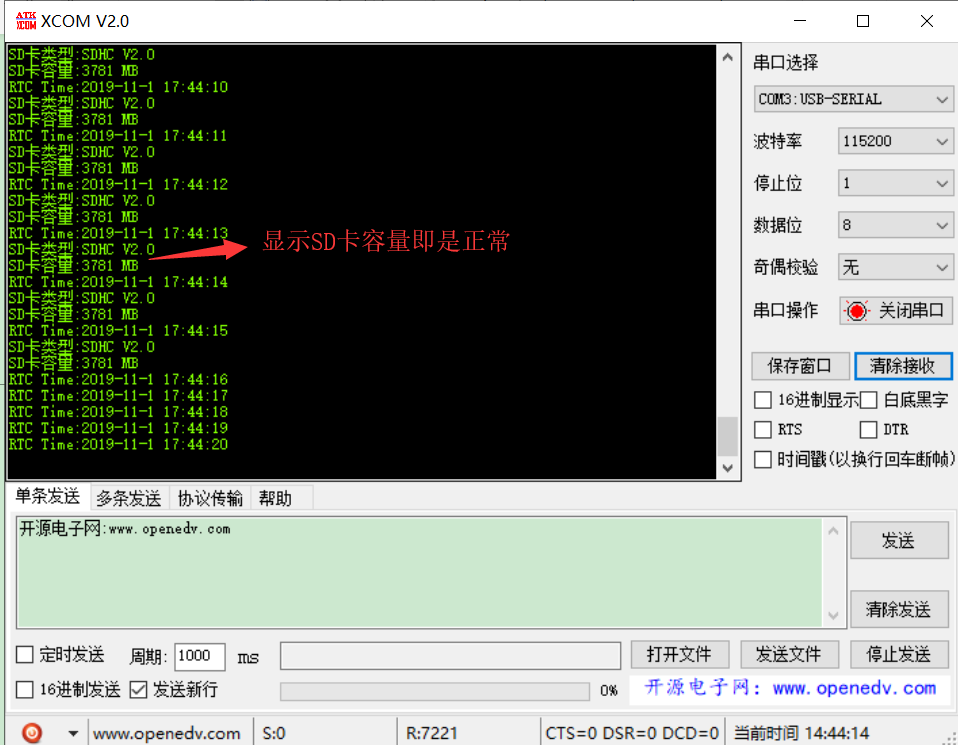 ATK
XCOM
XCOM V2.0
SD卡类型:SDHC V2.0
SD卡容量:3781 MB
RTC Time:2019-11-1 17:44:10
SD卡类型:SDHC V2.0
SD卡容量:3781 MB
RTC Time:2019-11-1 17:44:11
SD卡类型:SDHC V2.0
SD卡容量:3781 MB
RTC Time:2019-11-1 17:44:12
SD卡类型:SDHC V2.0
SD卡容量:3781 MB
RTC Time:2019-11-1 17:44:13
SD卡类型:SDHC V2.0
SD卡容量:3781 MB
RTC Time:2019-11-1 17:44:14
SD卡类型:SDHC V2.0
SD卡容量:3781 MB
RTC Time:2019-11-1 17:44:15
SD卡类型:SDHC V2.0
SD卡容量:3781 MB
RTC Time:2019-11-1 17:44:16
RTC Time:2019-11-1 17:44:17
RTC Time:2019-11-1 17:44:18
RTC Time:2019-11-1 17:44:19
RTC Time:2019-11-1 17:44:20
显示SD卡容量即是正常
串口选择
COM3:USB-SERIAL
波特率 115200
停止位 1
数据位 8
奇偶校验 无
串口操作 关闭串口
保存窗口 清除接收
16进制显示 白底黑字
RTS DTR
时间戳(以换行回车断帧)
单条发送 多条发送 协议传输 帮助
开源电子网:www.openedv.com
发送
清除发送
定时发送 周期: 1000 ms 打开文件 发送文件 停止发送
16进制发送 发送新行 0% 开源电子网：www.openedv.com
www.openedv.com S:0 R:7221 CTS=0 DSR=0 DCD=0 当前时间 14:44:14